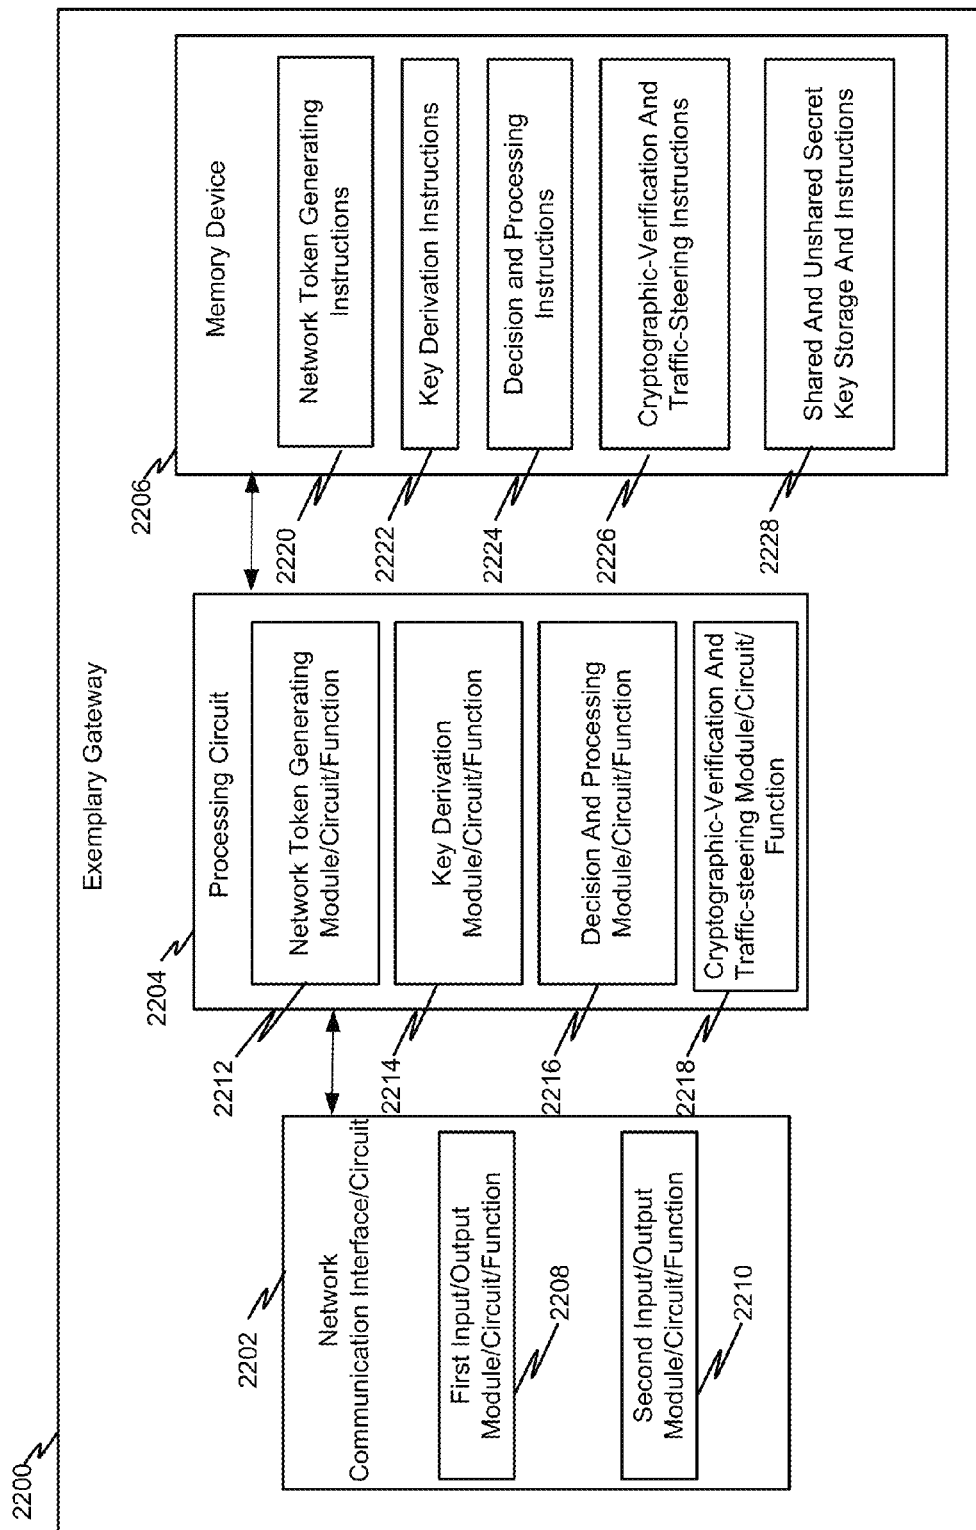 2200
Exemplary Gateway
2202
Network
Communication Interface/Circuit
First Input/Output
Module/Circuit/Function
2208
Second Input/Output
Module/Circuit/Function
2210
2204
Processing Circuit
2212
Network Token Generating
Module/Circuit/Function
2214
Key Derivation
Module/Circuit/Function
2216
Decision And Processing
Module/Circuit/Function
2218
Cryptographic-Verification And
Traffic-steering Module/Circuit/
Function
2206
Memory Device
2220
Network Token Generating
Instructions
2222
Key Derivation Instructions
2224
Decision and Processing
Instructions
2226
Cryptographic-Verification And
Traffic-Steering Instructions
2228
Shared And Unshared Secret
Key Storage And Instructions